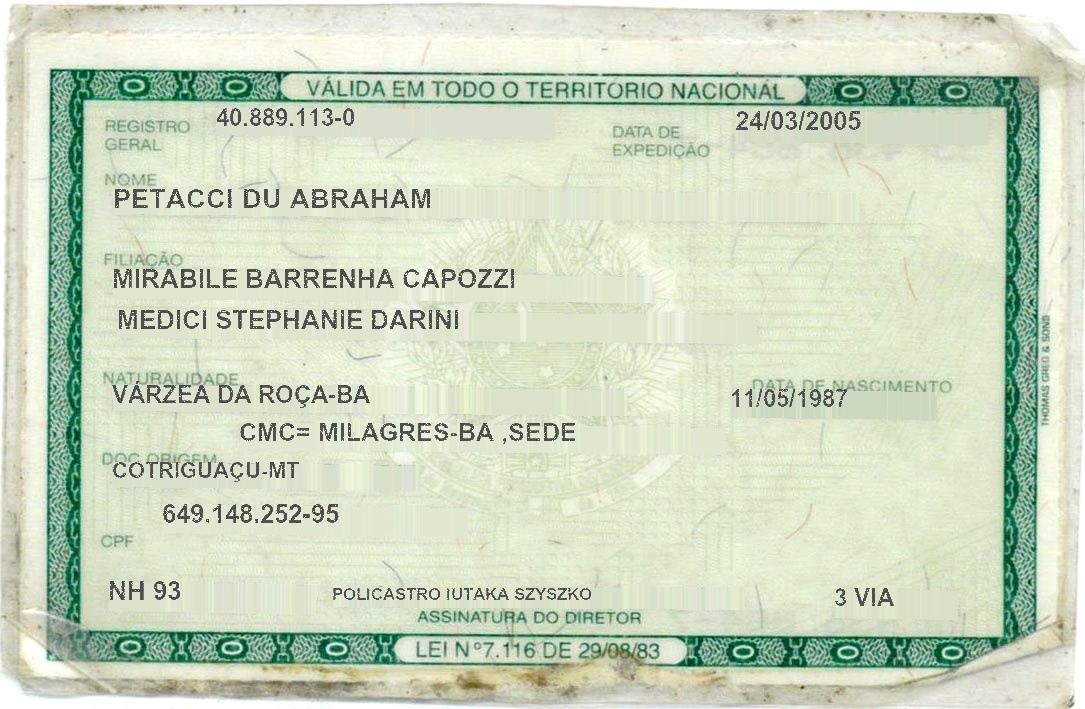 VÁLIDA EM TODO O TERRITÓRIO NACIONAL
REGISTRO GERAL 40.889.113-0 DATA DE EXPEDIÇÃO 24/03/2005
NOME
PETACCI DU ABRAHAM
FILIAÇÃO
MIRABILE BARRENHA CAPOZZI
MEDICI STEPHANIE DARINI
NATURALIDADE DATA DE NASCIMENTO
VÁRZEA DA ROÇA-BA 11/05/1987
CMC= MILAGRES-BA ,SEDE
DOC ORIGEM
COTRIGUAÇU-MT
649.148.252-95
CPF
NH 93 POLICASTRO IUTAKA SZYSZKO 3 VIA
ASSINATURA DO DIRETOR
LEI Nº7.116 DE 29/08/83
THOMAS GREG & SONS